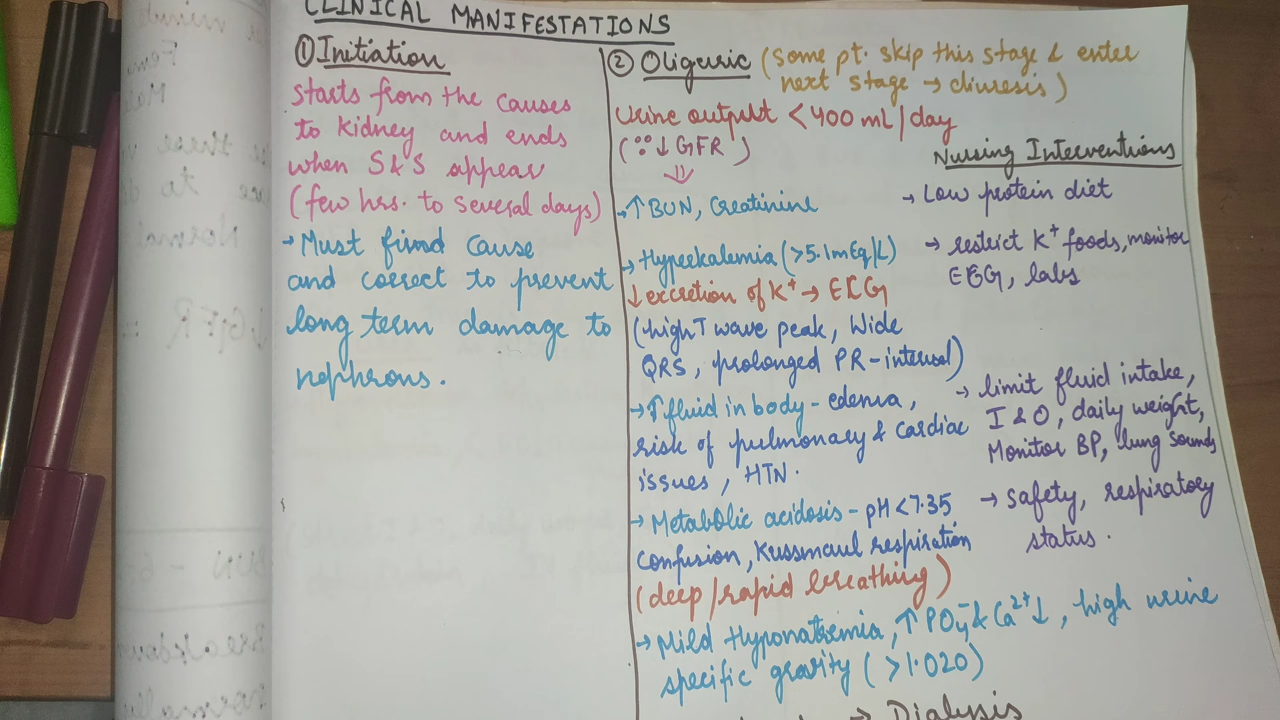 CLINICAL MANIFESTATIONS
① Initiation
starts from the causes
to kidney and ends
when S&S appear
(few hrs. to several days)
→ Must find cause
and correct to prevent
long term damage to
nephrons.
② Oliguric (some pt. skip this stage & enter
next stage → diuresis)
Urine output < 400 mL/day
(∵ ↓ GFR)
⇓
→ ↑ BUN, Creatinine
→ Hyperkalemia (>5.1mEq/L)
↓ excretion of K⁺ → ECG
(high T wave peak, Wide
QRS, prolonged PR-interval)
→ ↑ fluid in body - edema,
risk of pulmonary & cardiac
issues, HTN.
→ Metabolic acidosis - pH < 7.35
confusion, Kussmaul respiration
(deep/rapid breathing)
→ Mild Hyponatremia, ↑ PO₄⁻ & Ca²⁺↓, high urine
specific gravity (>1.020)
Nursing Interventions
→ Low protein diet
→ restrict K⁺ foods, monitor
ECG, labs
→ limit fluid intake,
I & O, daily weight,
Monitor BP, lung sounds
→ safety, respiratory
status.
→ Dialysis